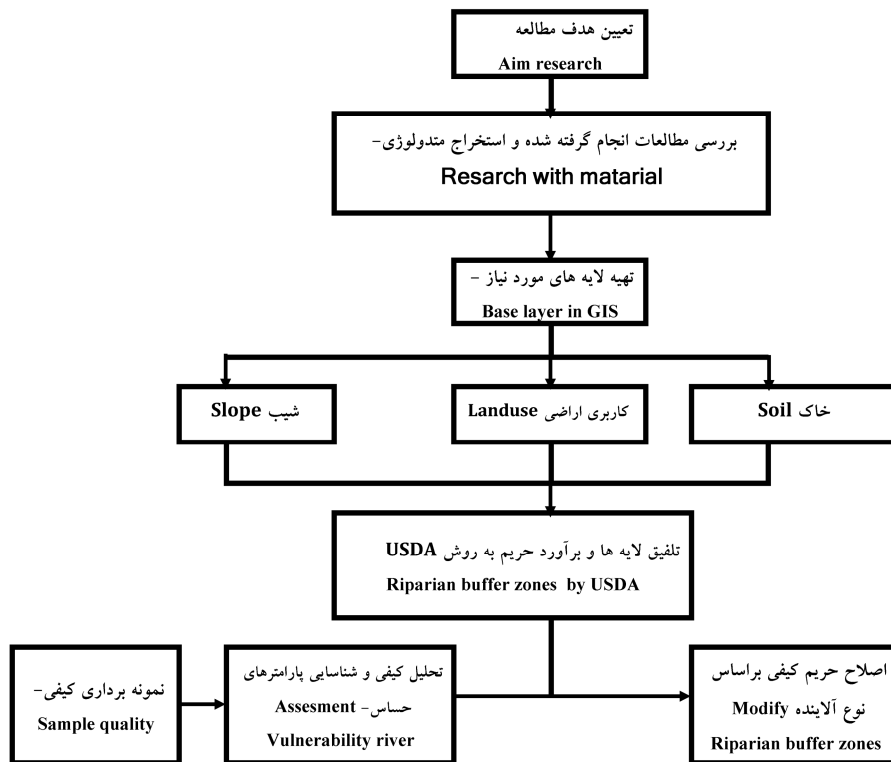 تعیین هدف مطالعه
Aim research
بررسی مطالعات انجام گرفته شده و استخراج متدولوژی-
Resarch with matarial
تهیه لایه های مورد نیاز -
Base layer in GIS
شیب Slope
کاربری اراضی Landuse
خاک Soil
تلفیق لایه ها و برآورد حریم به روش USDA
Riparian buffer zones by USDA
نمونه برداری کیفی-
Sample quality
تحلیل کیفی و شناسایی پارامترهای
حساس- Assesment
Vulnerability river
اصلاح حریم کیفی براساس
نوع آلاینده Modify
Riparian buffer zones